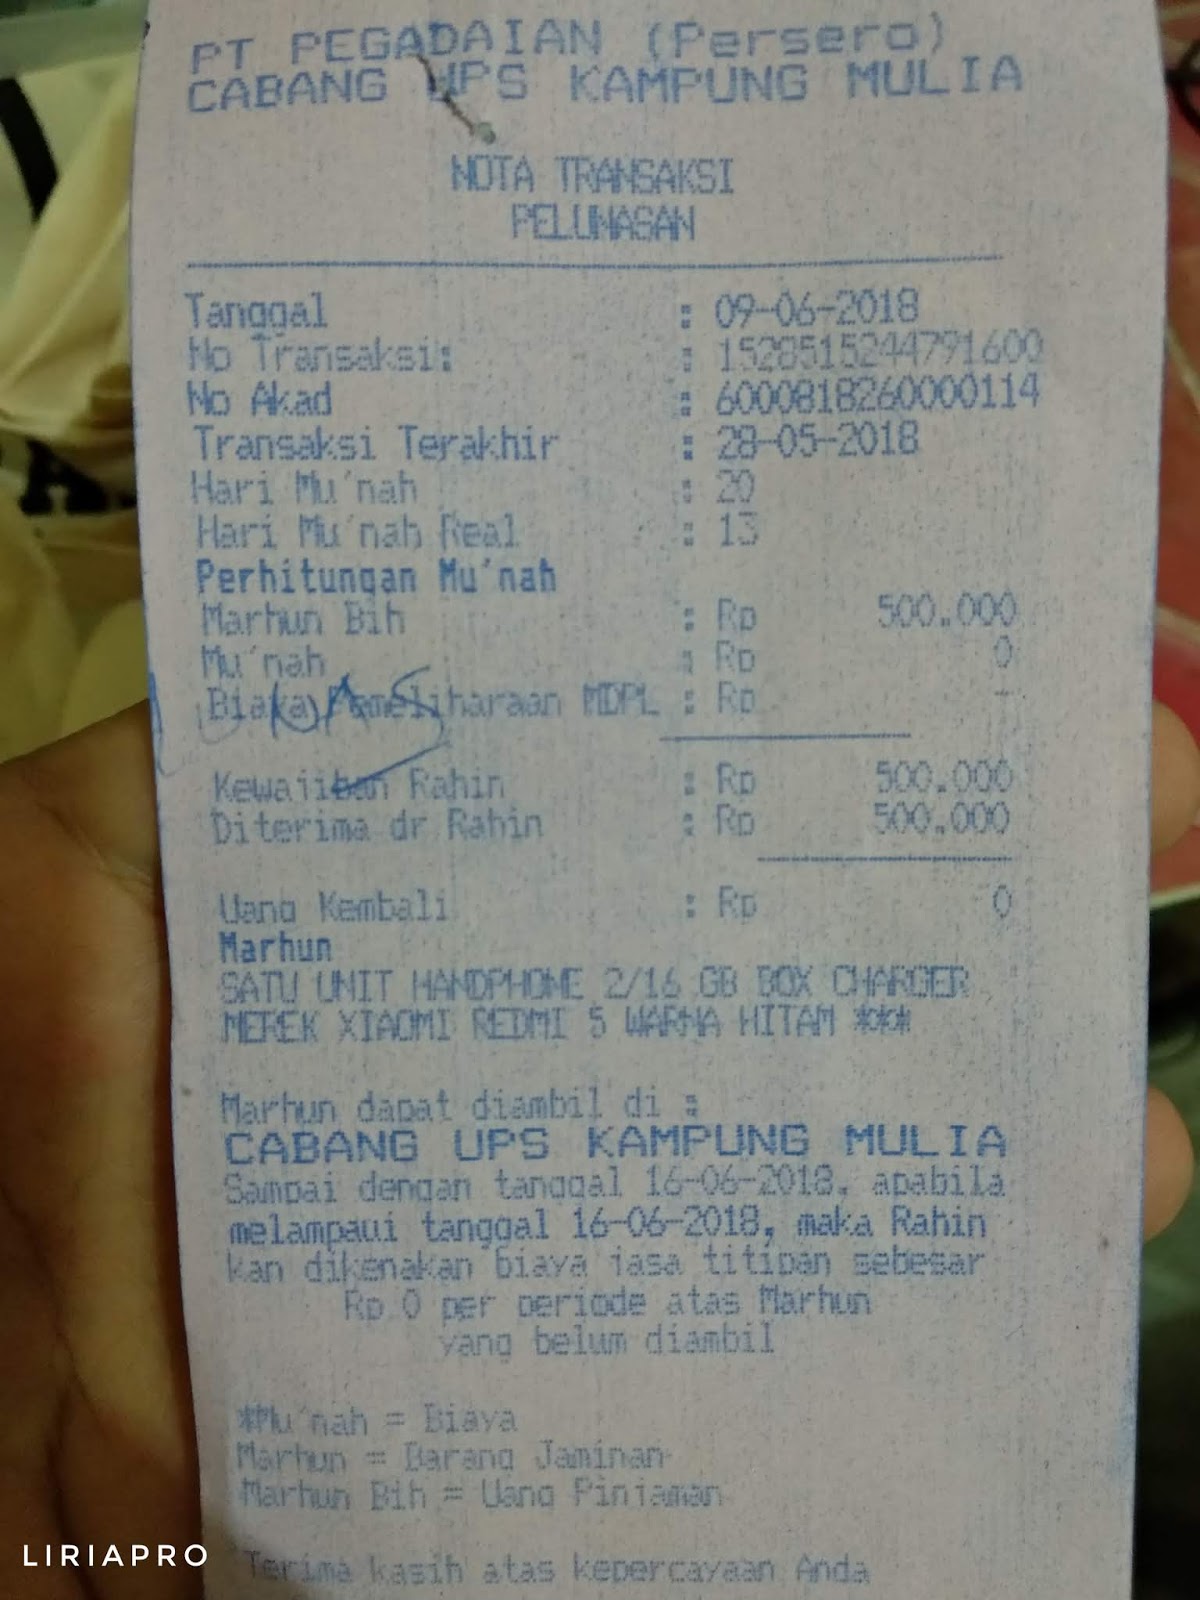 PT PEGADAIAN (Persero)
CABANG UPS KAMPUNG MULIA
NOTA TRANSAKSI
PELUNASAN
Tanggal : 09-06-2018
No Transaksi: : 1528515244791600
No Akad : 6000818260000114
Transaksi Terakhir : 28-05-2018
Hari Mu'nah : 20
Hari Mu'nah Real : 13
Perhitungan Mu'nah
Marhun Bih : Rp 500.000
Mu'nah : Rp 0
Biaya Pemeliharaan MDPL : Rp -
Kewajiban Rahin : Rp 500.000
Diterima dr Rahin : Rp 500.000
Uang Kembali : Rp 0
Marhun
SATU UNIT HANDPHONE 2/16 GB BOX CHARGER
MEREK XIAOMI REDMI 5 WARNA HITAM ***
Marhun dapat diambil di :
CABANG UPS KAMPUNG MULIA
Sampai dengan tanggal 16-06-2018, apabila
melampaui tanggal 16-06-2018, maka Rahin
kan dikenakan biaya jasa titipan sebesar
Rp 0 per periode atas Marhun
yang belum diambil
*Mu'nah = Biaya
Marhun = Barang Jaminan
Marhun Bih = Uang Pinjaman
Terima kasih atas kepercayaan Anda
LIRIAPRO